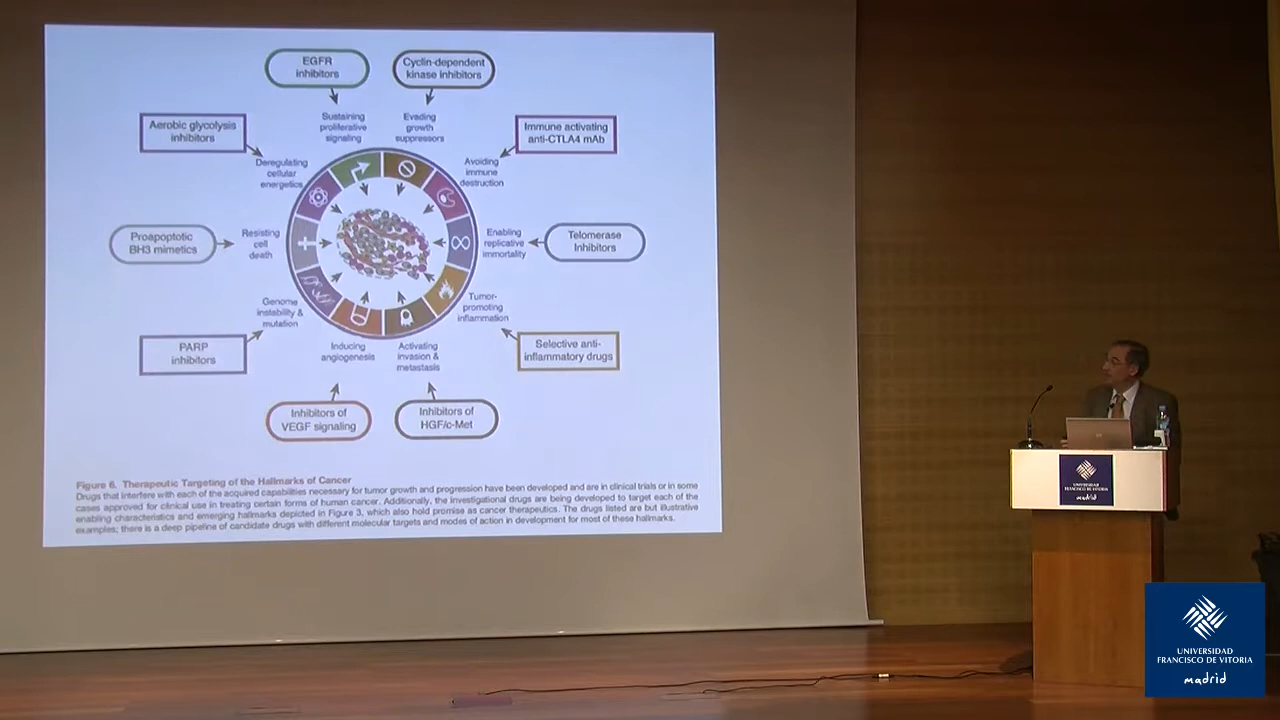 EGFR
inhibitors
Cyclin-dependent
kinase inhibitors
Sustaining
proliferative
signaling
Evading
growth
suppressors
Aerobic glycolysis
inhibitors
Immune activating
anti-CTLA4 mAb
Deregulating
cellular
energetics
Avoiding
immune
destruction
Proapoptotic
BH3 mimetics
Resisting
cell
death
Enabling
replicative
immortality
Telomerase
Inhibitors
Genome
instability &
mutation
Tumor-
promoting
inflammation
PARP
inhibitors
Inducing
angiogenesis
Activating
invasion &
metastasis
Selective anti-
inflammatory drugs
Inhibitors of
VEGF signaling
Inhibitors of
HGF/c-Met
Figure 6. Therapeutic Targeting of the Hallmarks of Cancer
Drugs that interfere with each of the acquired capabilities necessary for tumor growth and progression have been developed and are in clinical trials or in some
cases approved for clinical use in treating certain forms of human cancer. Additionally, the investigational drugs are being developed to target each of the
enabling characteristics and emerging hallmarks depicted in Figure 3, which also hold promise as cancer therapeutics. The drugs listed are but illustrative
examples; there is a deep pipeline of candidate drugs with different molecular targets and modes of action in development for most of these hallmarks.
UNIVERSIDAD
FRANCISCO DE VITORIA
madrid
UNIVERSIDAD
FRANCISCO DE VITORIA
madrid